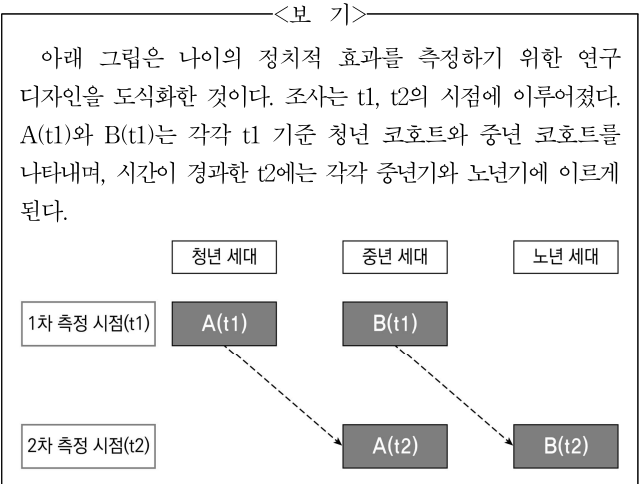 <보 기>
아래 그림은 나이의 정치적 효과를 측정하기 위한 연구
디자인을 도식화한 것이다. 조사는 t1, t2의 시점에 이루어졌다.
A(t1)와 B(t1)는 각각 t1 기준 청년 코호트와 중년 코호트를
나타내며, 시간이 경과한 t2에는 각각 중년기와 노년기에 이르게
된다.
청년 세대 중년 세대 노년 세대
1차 측정 시점(t1) A(t1) B(t1)
2차 측정 시점(t2) A(t2) B(t2)